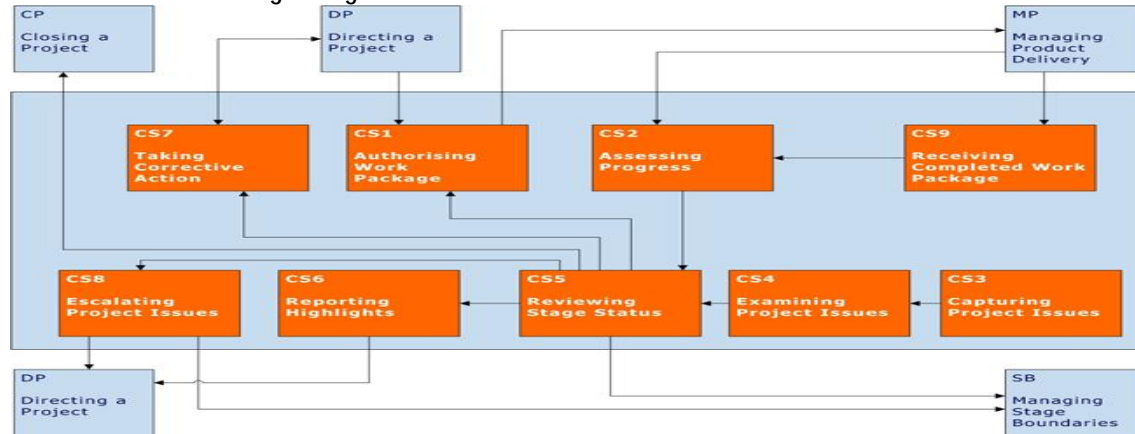 CP
Closing a
Project
DP
Directing a
Project
MP
Managing
Product
Delivery
CS7
Taking
Corrective
Action
CS1
Authorising
Work
Package
CS2
Assessing
Progress
CS9
Receiving
Completed Work
Package
CS8
Escalating
Project Issues
CS6
Reporting
Highlights
CS5
Reviewing
Stage Status
CS4
Examining
Project Issues
CS3
Capturing
Project Issues
DP
Directing a
Project
SB
Managing
Stage
Boundaries